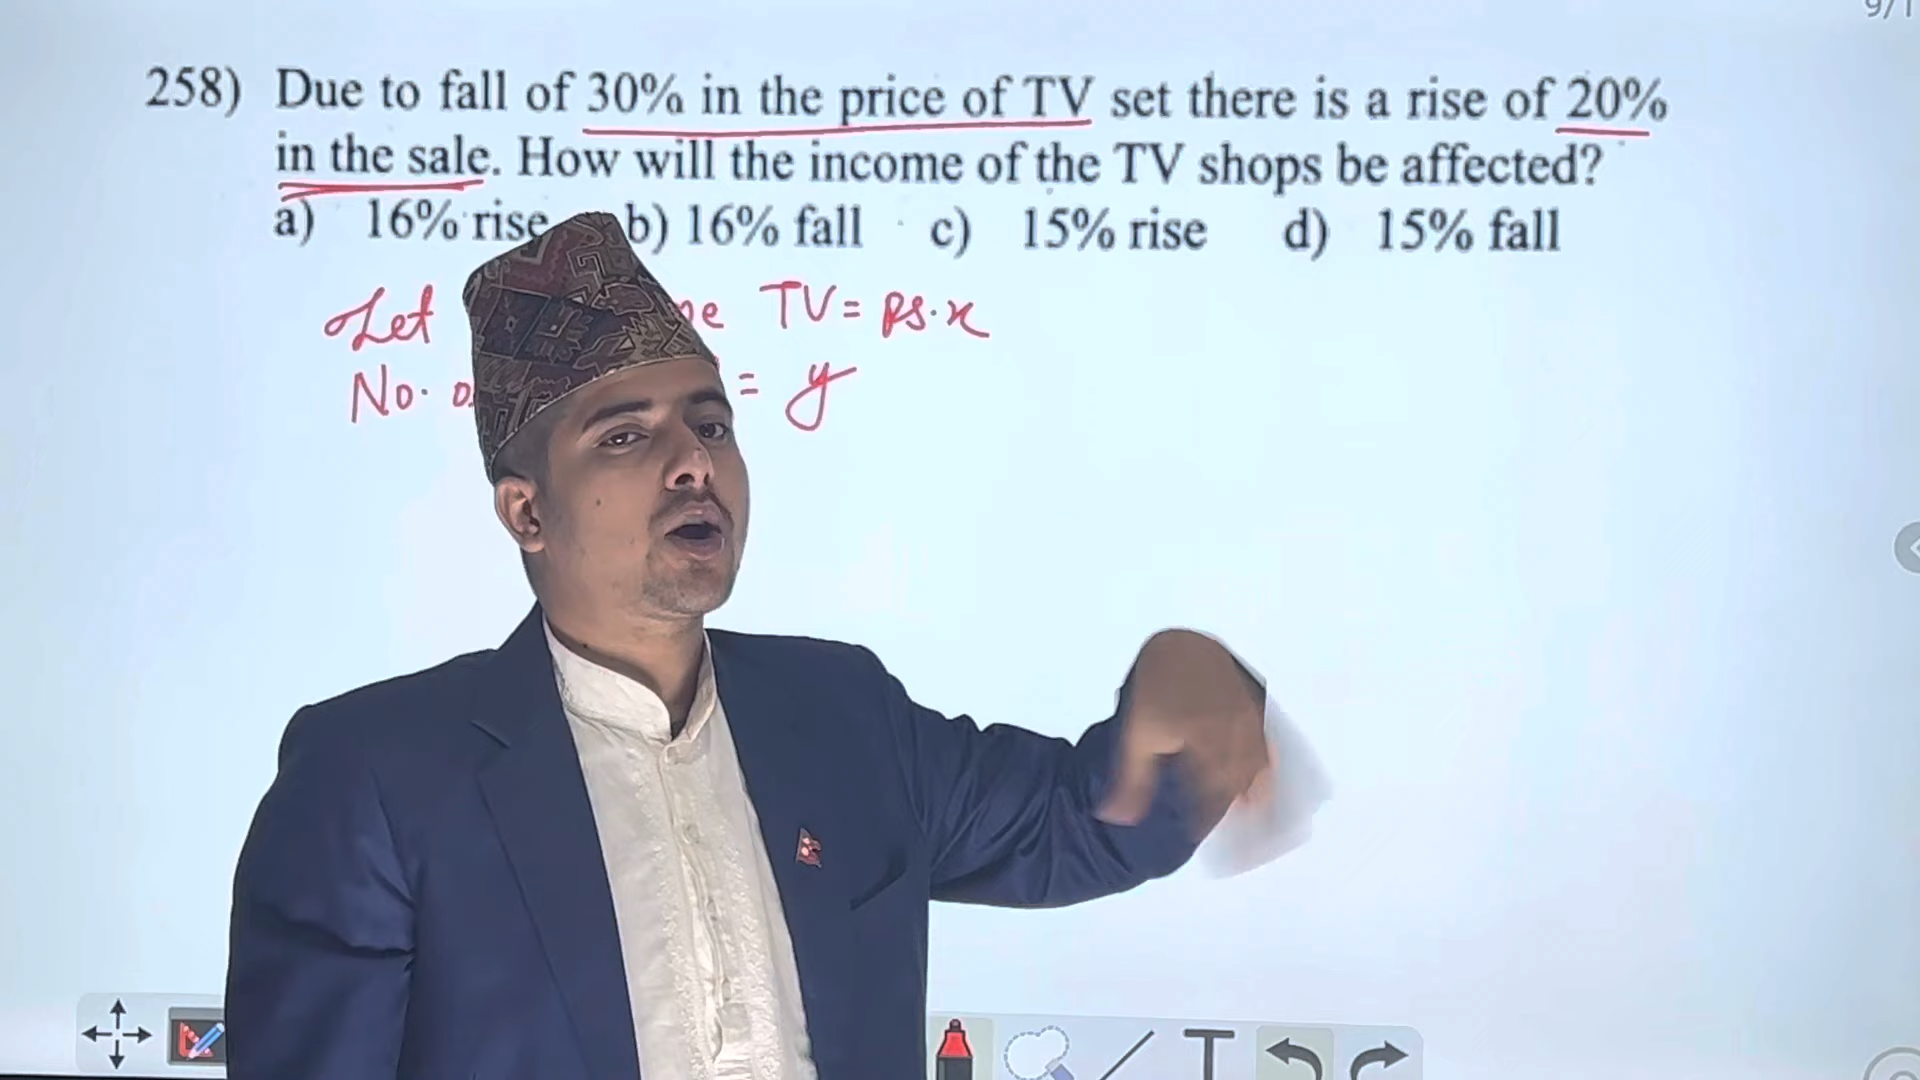 9/1
258) Due to fall of 30% in the price of TV set there is a rise of 20%
in the sale. How will the income of the TV shops be affected?
a) 16% rise b) 16% fall c) 15% rise d) 15% fall
Let TV = Rs. x
No. = y
T